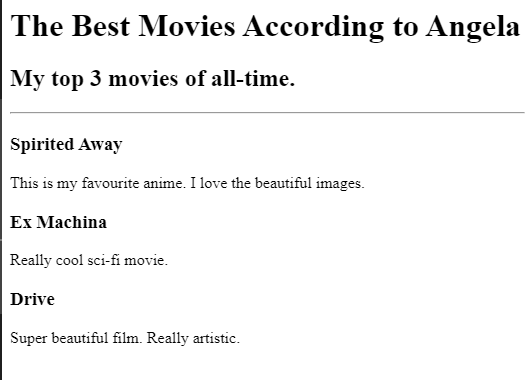 The Best Movies According to Angela
My top 3 movies of all-time.
Spirited Away
This is my favourite anime. I love the beautiful images.
Ex Machina
Really cool sci-fi movie.
Drive
Super beautiful film. Really artistic.